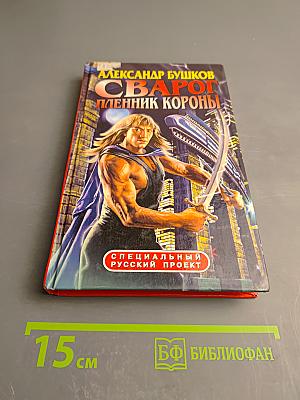 АЛЕКСАНДР БУШКОВ
СВАРОГ
ПЛЕННИК КОРОНЫ
СПЕЦИАЛЬНЫЙ
РУССКИЙ ПРОЕКТ
15 см
БФ БИБЛИОФАН